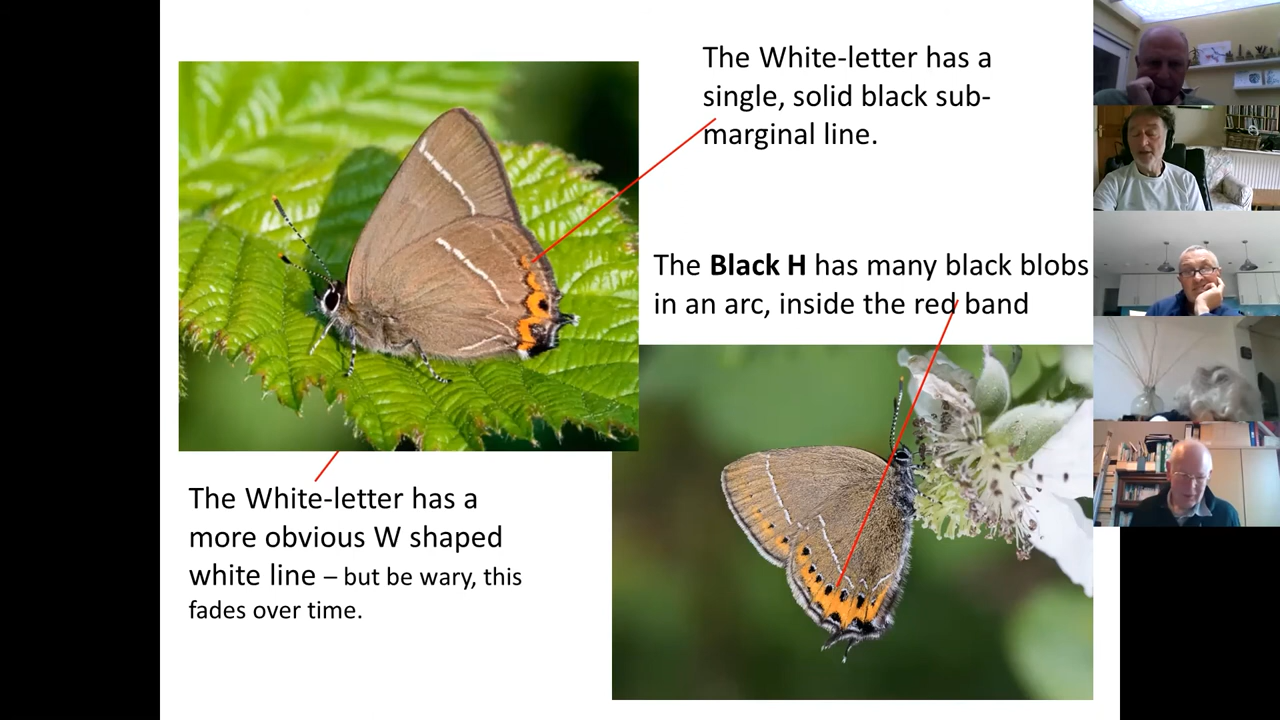 The White-letter has a
single, solid black sub-
marginal line.
The Black H has many black blobs
in an arc, inside the red band
The White-letter has a
more obvious W shaped
white line – but be wary, this
fades over time.